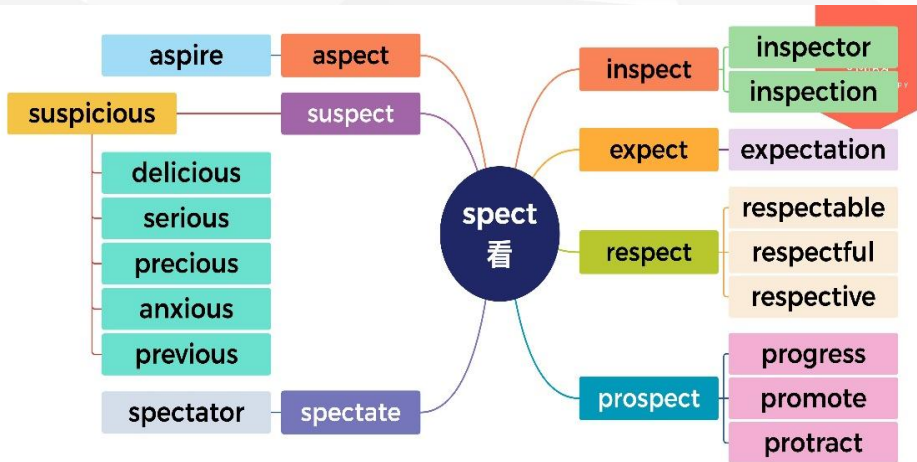 aspire
aspect
suspicious
suspect
delicious
serious
precious
anxious
previous
spectator
spectate
spect
看
inspect
inspector
inspection
expect
expectation
respect
respectable
respectful
respective
prospect
progress
promote
protract